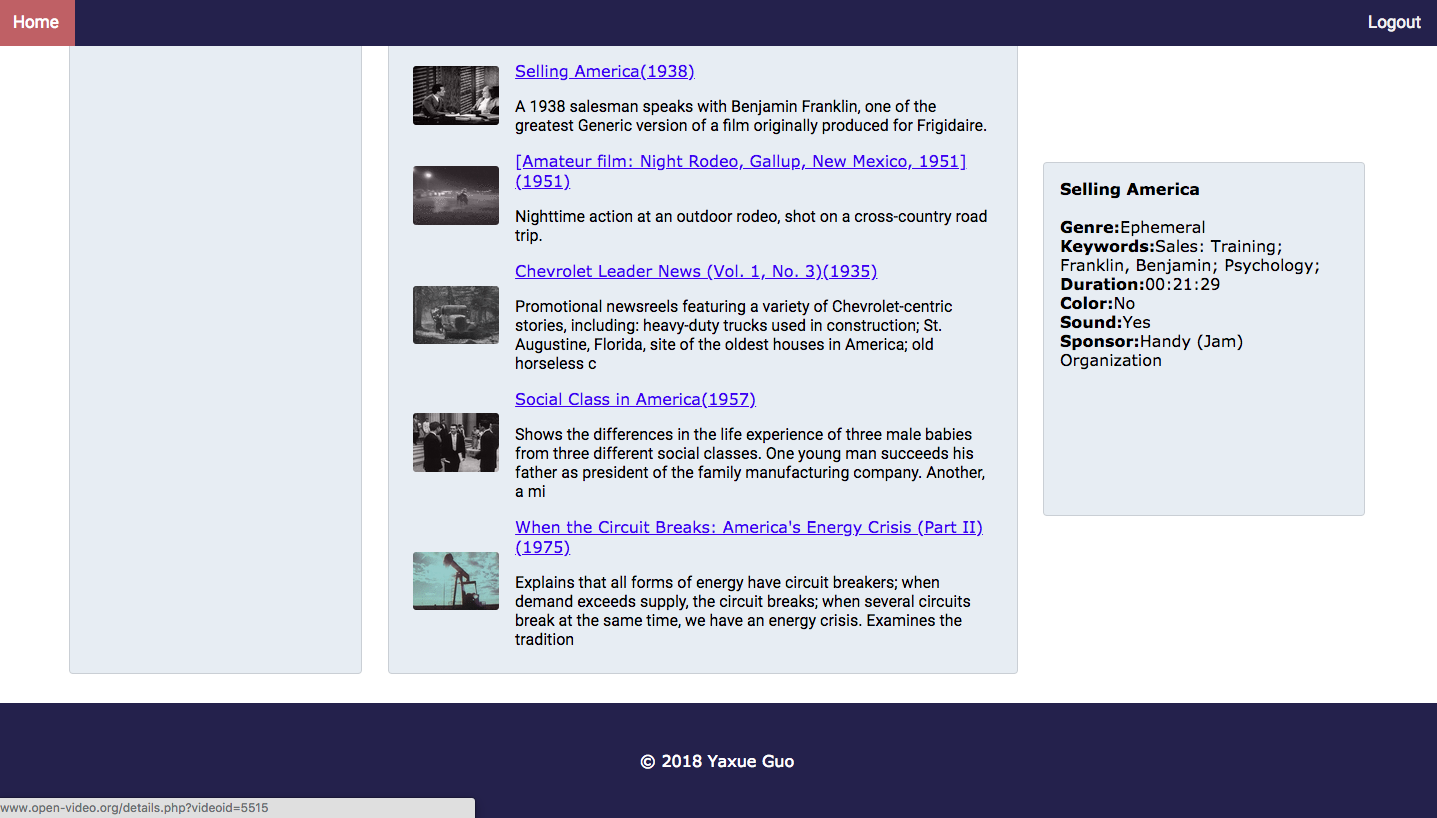 Home
Logout
Selling America(1938)
A 1938 salesman speaks with Benjamin Franklin, one of the
greatest Generic version of a film originally produced for Frigidaire.
[Amateur film: Night Rodeo, Gallup, New Mexico, 1951]
(1951)
Nighttime action at an outdoor rodeo, shot on a cross-country road
trip.
Chevrolet Leader News (Vol. 1, No. 3)(1935)
Promotional newsreels featuring a variety of Chevrolet-centric
stories, including: heavy-duty trucks used in construction; St.
Augustine, Florida, site of the oldest houses in America; old
horseless c
Social Class in America(1957)
Shows the differences in the life experience of three male babies
from three different social classes. One young man succeeds his
father as president of the family manufacturing company. Another,
a mi
When the Circuit Breaks: America's Energy Crisis (Part II)
(1975)
Explains that all forms of energy have circuit breakers; when
demand exceeds supply, the circuit breaks; when several circuits
break at the same time, we have an energy crisis. Examines the
tradition
Selling America
Genre:Ephemeral
Keywords:Sales: Training;
Franklin, Benjamin; Psychology;
Duration:00:21:29
Color:No
Sound:Yes
Sponsor:Handy (Jam)
Organization
© 2018 Yaxue Guo
www.open-video.org/details.php?videoid=5515